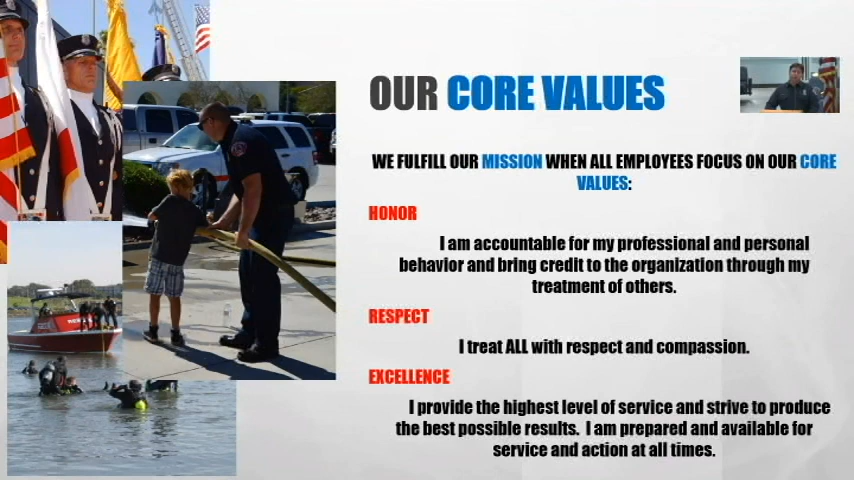 OUR CORE VALUES
WE FULFILL OUR MISSION WHEN ALL EMPLOYEES FOCUS ON OUR CORE
VALUES:
HONOR
I am accountable for my professional and personal
behavior and bring credit to the organization through my
treatment of others.
RESPECT
I treat ALL with respect and compassion.
EXCELLENCE
I provide the highest level of service and strive to produce
the best possible results. I am prepared and available for
service and action at all times.